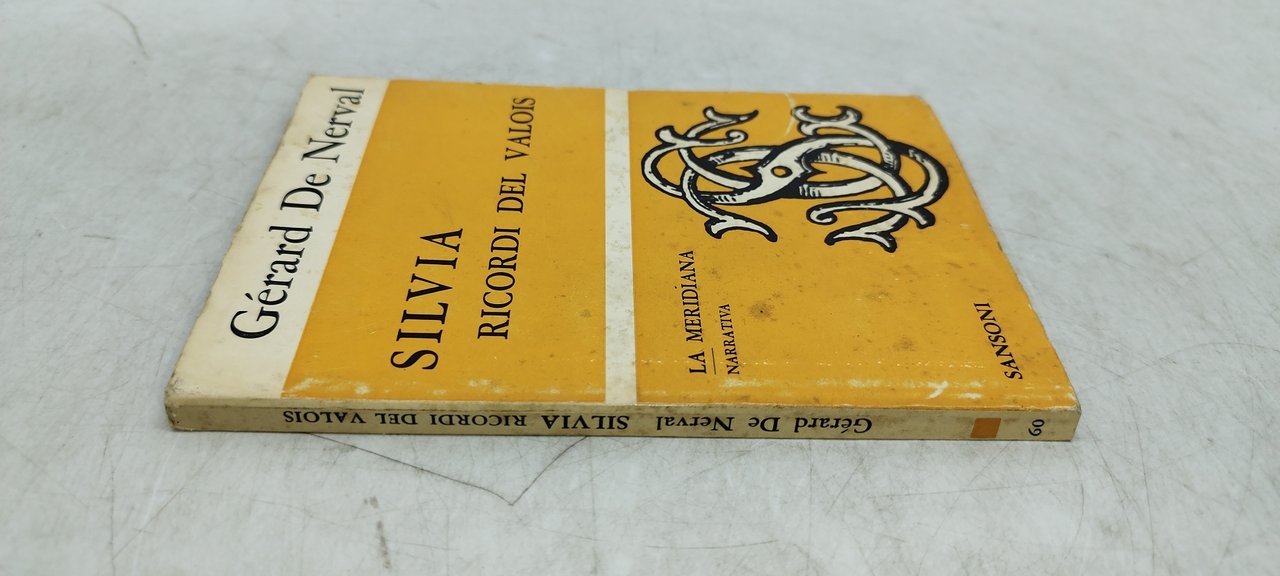 Gérard De Nerval
SILVIA
RICORDI DEL VALOIS
LA MERIDIANA
NARRATIVA
SANSONI
Gérard De Nerval SILVIA RICORDI DEL VALOIS
60